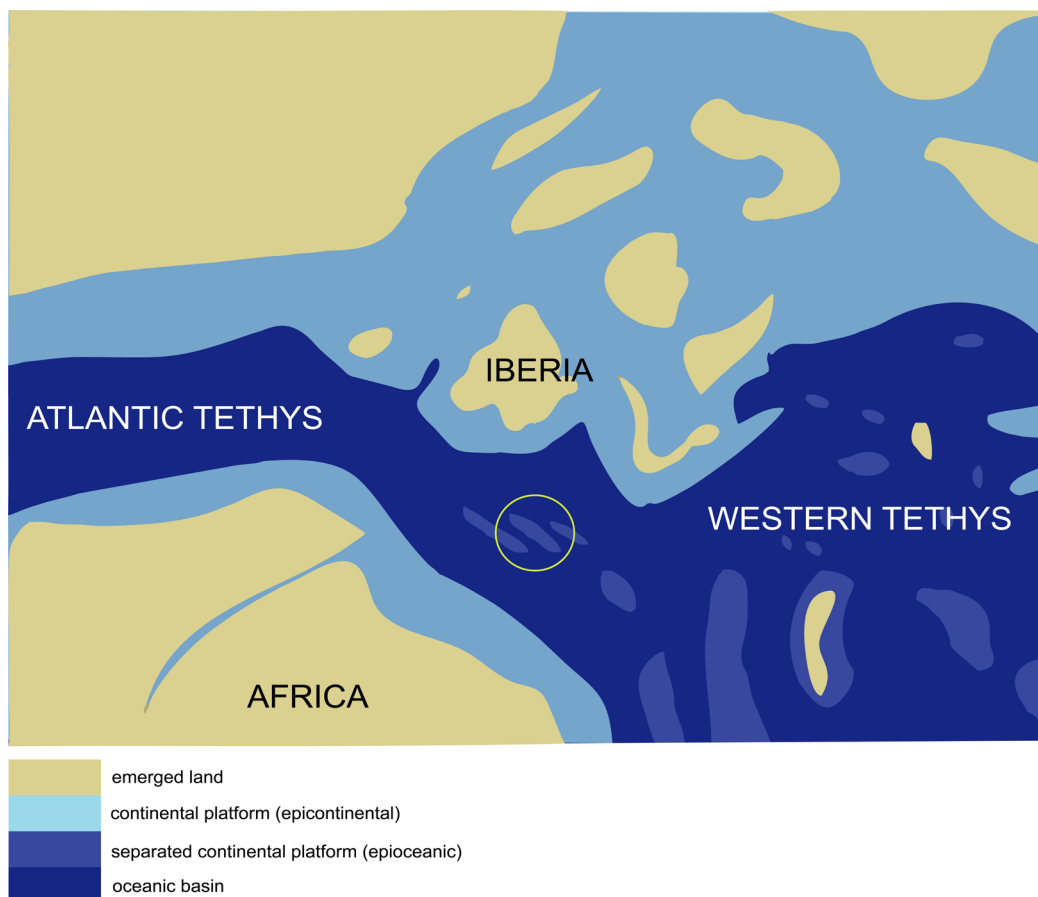 IBERIA
ATLANTIC TETHYS
WESTERN TETHYS
AFRICA
emerged land
continental platform (epicontinental)
separated continental platform (epioceanic)
oceanic basin